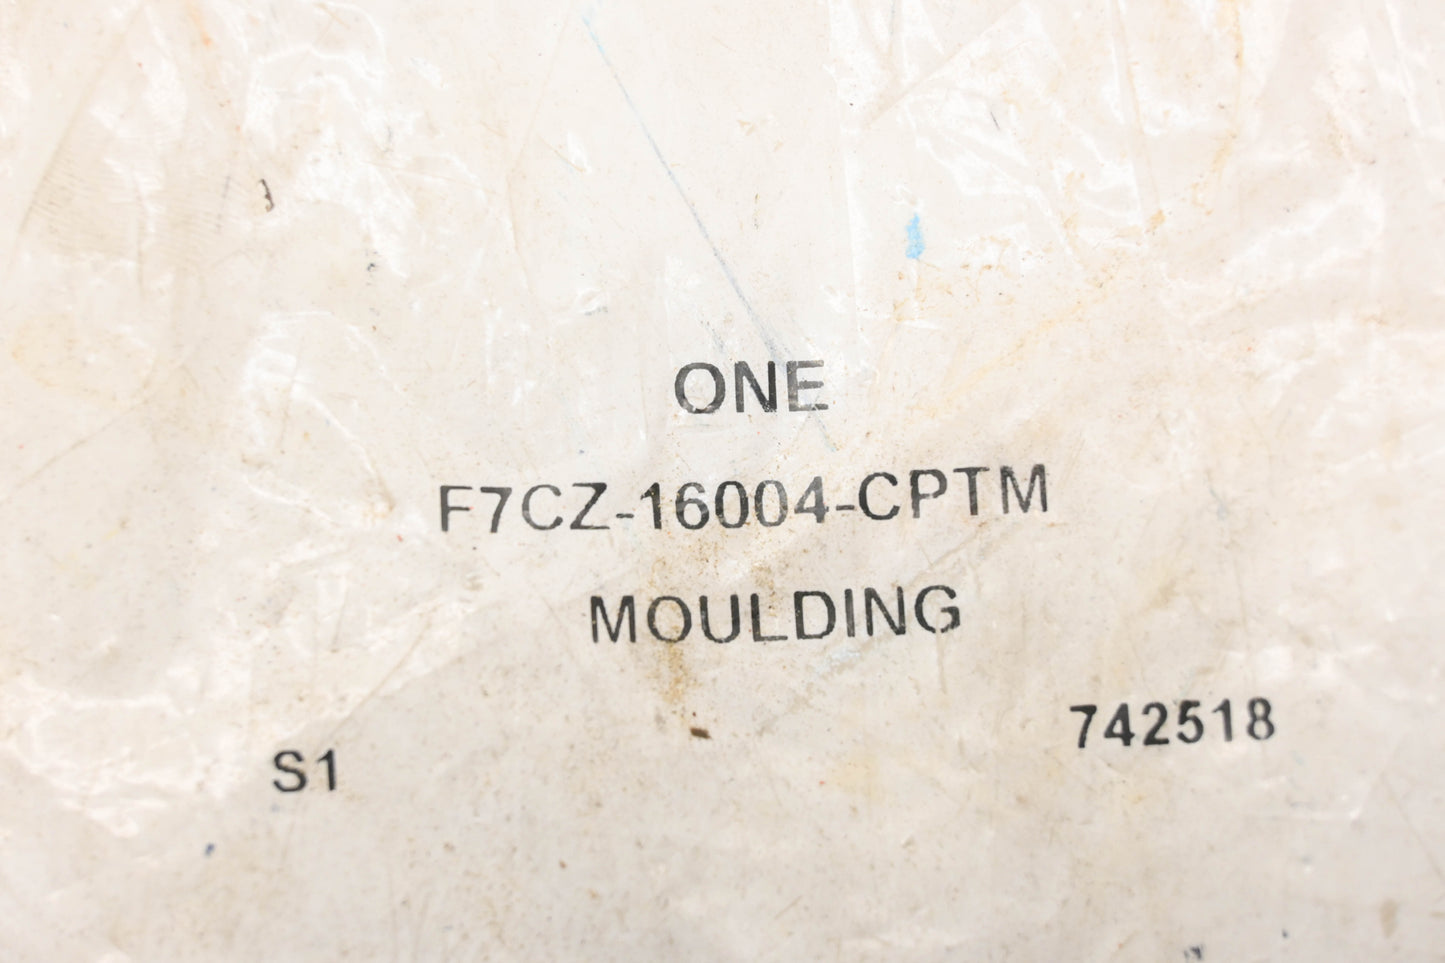 ONE
F7CZ-16004-CPTM
MOULDING
742518
S1